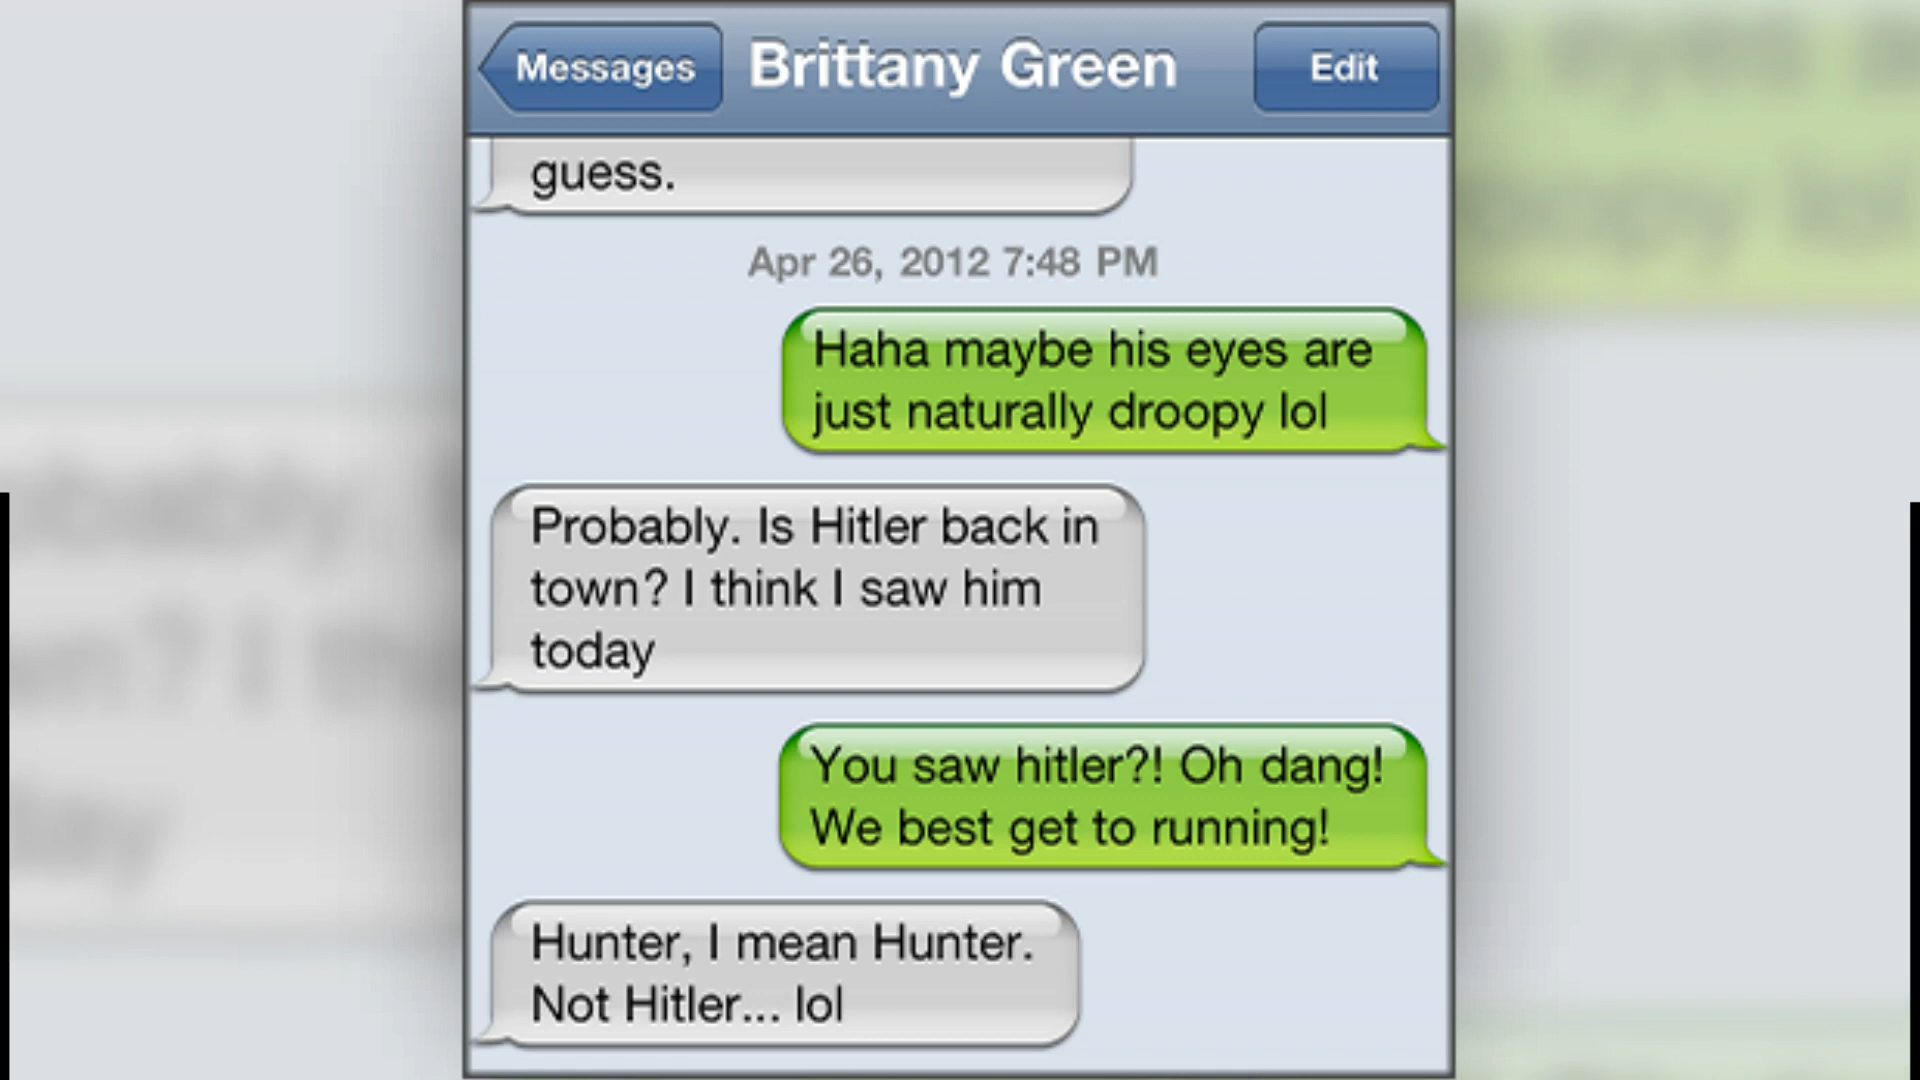 Messages
Brittany Green
Edit
guess.
Apr 26, 2012 7:48 PM
Haha maybe his eyes are
just naturally droopy lol
Probably. Is Hitler back in
town? I think I saw him
today
You saw hitler?! Oh dang!
We best get to running!
Hunter, I mean Hunter.
Not Hitler... lol